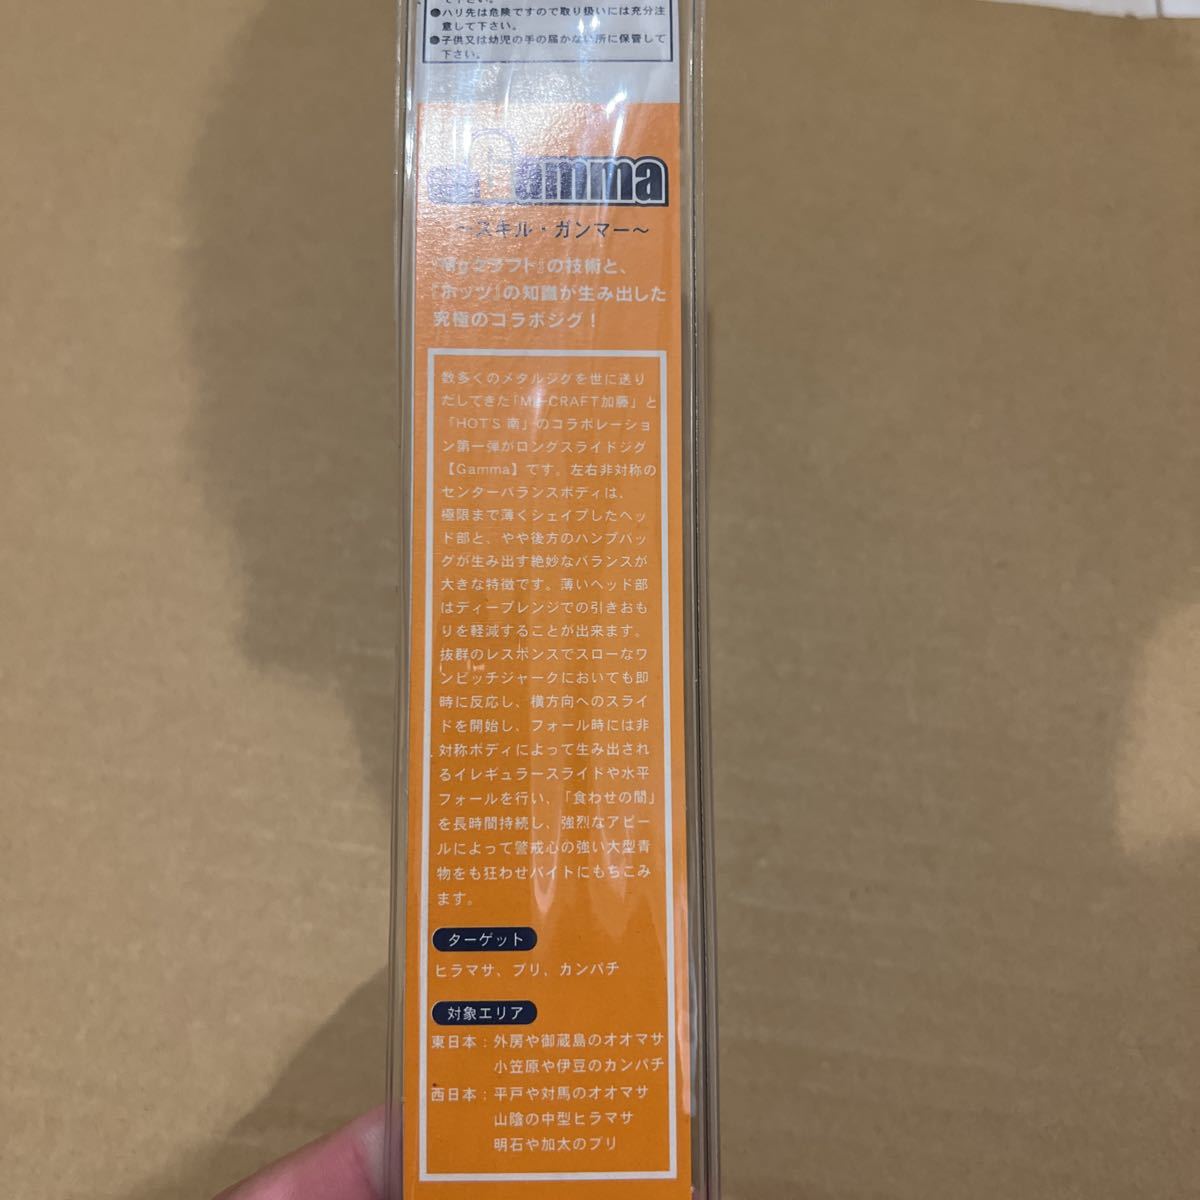 て下さい。
●ハリ先は危険ですので取り扱いには充分注
意して下さい。
●子供又は幼児の手の届かない所に保管して
下さい。
Gamma
～スキル・ガンマー～
クラフト』の技術と、
『ホッツ』の知識が生み出した
究極のコラボジグ！
数多くのメタルジグを世に送り
だしてきた「MG-CRAFT加藤」と
「HOT'S 南」のコラボレーショ
ン第一弾がロングスライドジグ
【Gamma】です。左右非対称の
センターバランスボディは、
極限まで薄くシェイプしたヘッ
ド部と、やや後方のハンプバッ
グが生み出す絶妙なバランスが
大きな特徴です。薄いヘッド部
はディープレンジでの引きおも
りを軽減することが出来ます。
抜群のレスポンスでスローなワ
ンピッチジャークにおいても即
時に反応し、横方向へのスライ
ドを開始し、フォール時には非
対称ボディによって生み出され
るイレギュラースライドや水平
フォールを行い、「食わせの間」
を長時間持続し、強烈なアピー
ルによって警戒心の強い大型青
物をも狂わせバイトにもちこみ
ます。
ターゲット
ヒラマサ、ブリ、カンパチ
対象エリア
東日本：外房や御蔵島のオオマサ
小笠原や伊豆のカンパチ
西日本：平戸や対馬のオオマサ
山陰の中型ヒラマサ
明石や加太のブリ